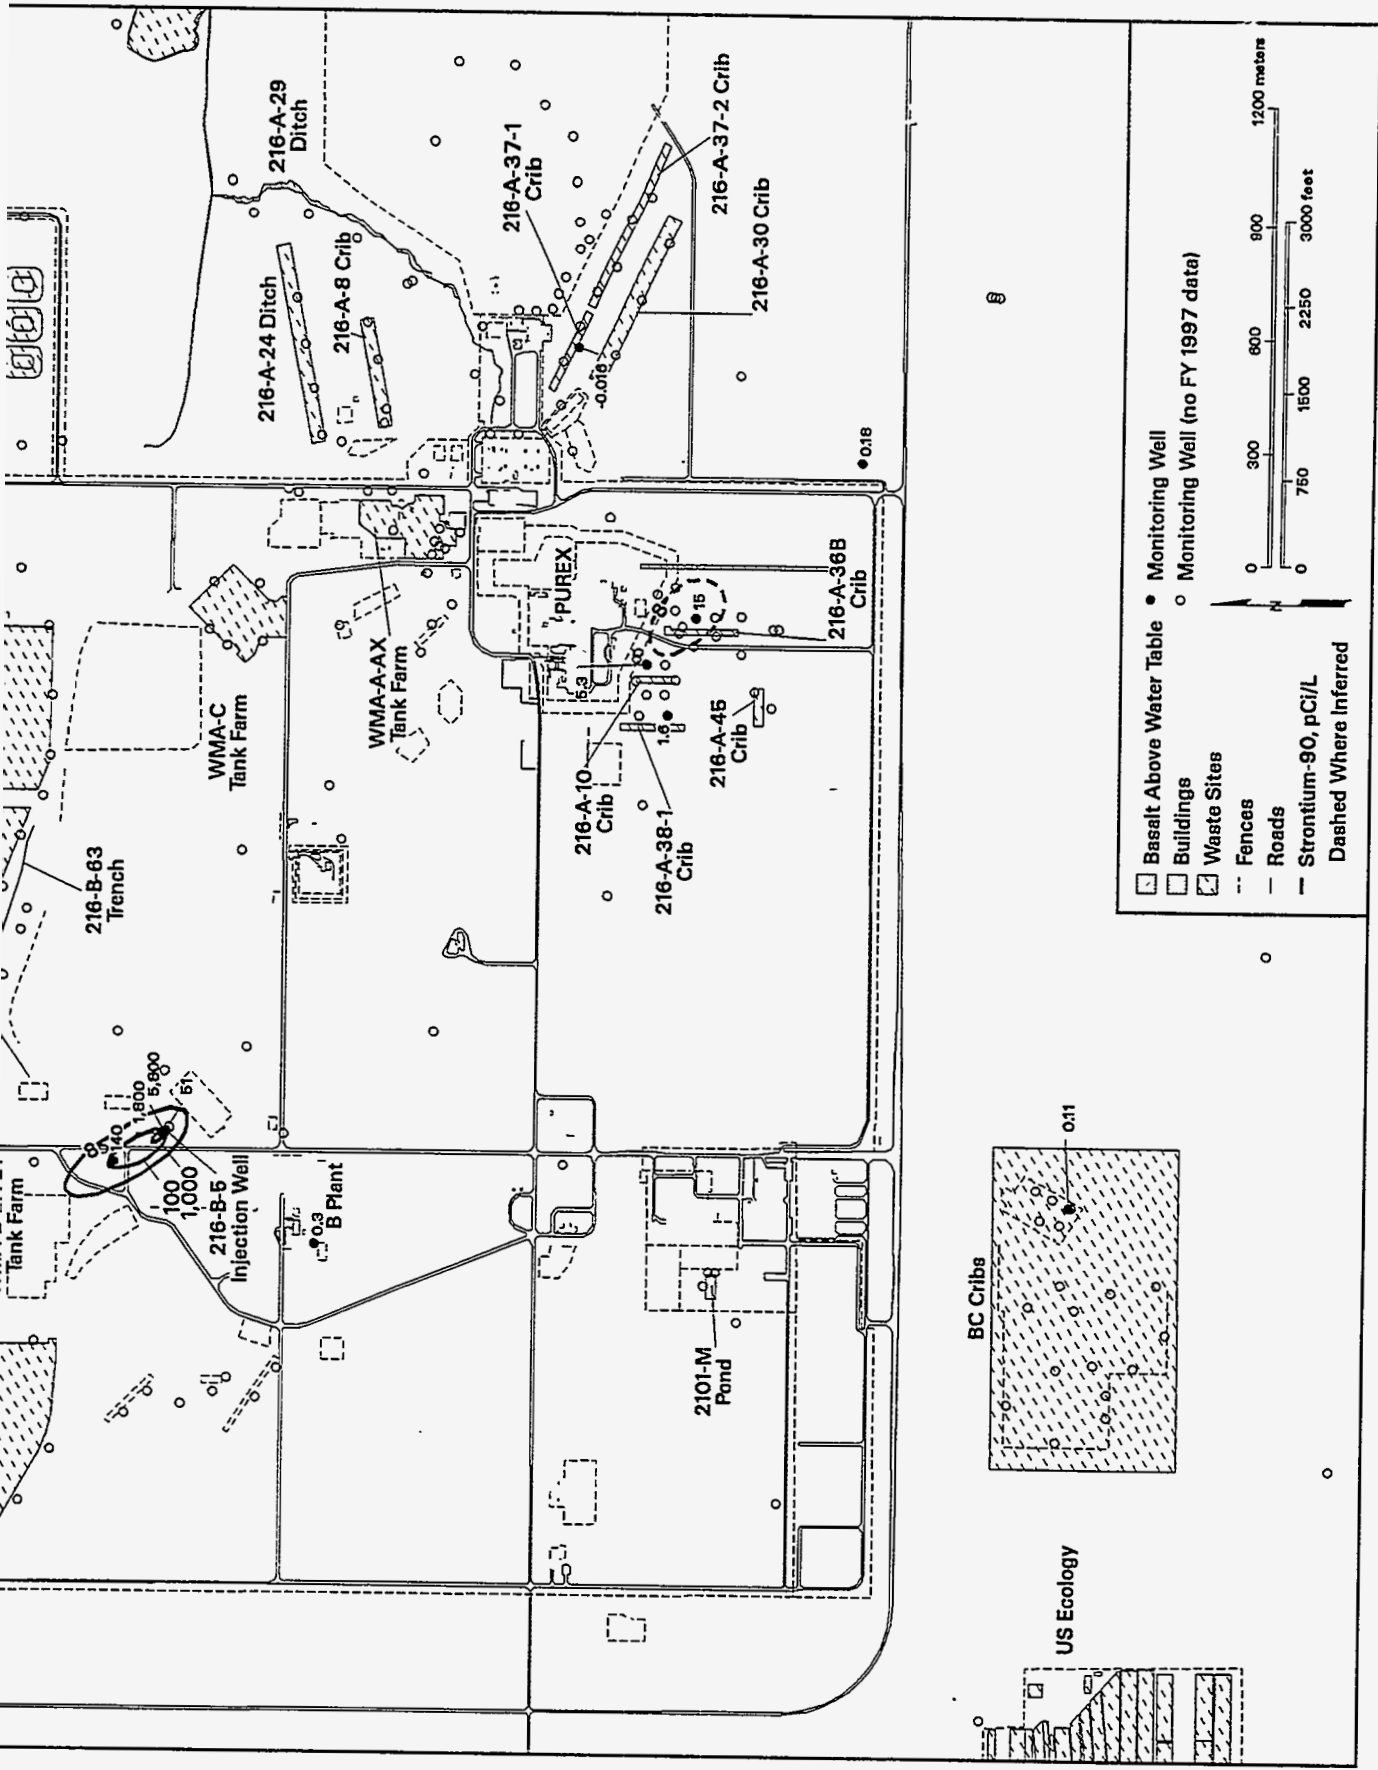 Tank Farm
8
140
1,800
5,800
51
100
1,000
216-B-5
Injection Well
0.3
B Plant
216-B-63
Trench
WMA-C
Tank Farm
WMA-A-AX
Tank Farm
216-A-24 Ditch
216-A-8 Crib
216-A-29
Ditch
216-A-37-1
Crib
216-A-37-2 Crib
216-A-30 Crib
-0.016
0.18
PUREX
5.3
15
1.6
216-A-36B
Crib
216-A-10
Crib
216-A-38-1
Crib
216-A-45
Crib
2101-M
Pond
BC Cribs
0.11
US Ecology
Basalt Above Water Table
Buildings
Waste Sites
Fences
Roads
Strontium-90, pCi/L
Dashed Where Inferred
Monitoring Well
Monitoring Well (no FY 1997 data)
N
0 300 600 900 1200 meters
0 750 1500 2250 3000 feet